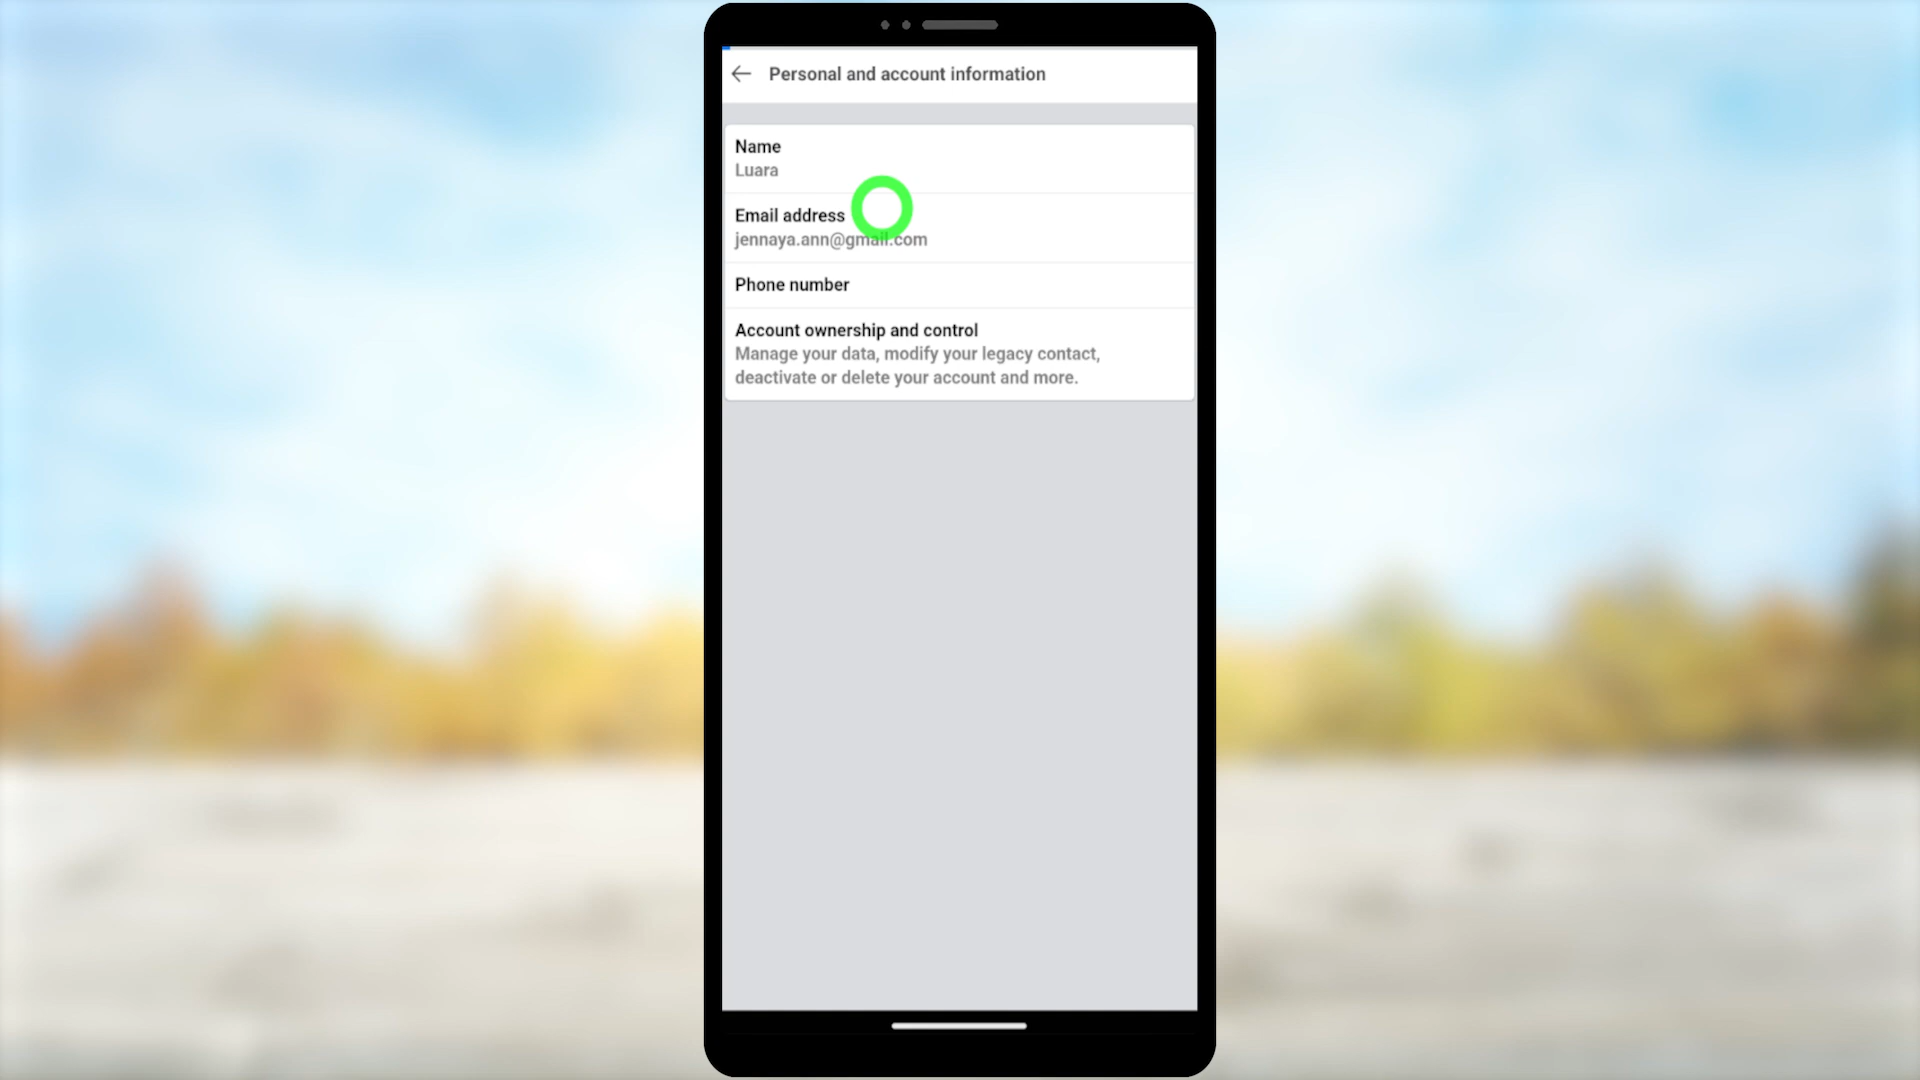 Personal and account information
Name
Luara
Email address
jennaya.ann@gmail.com
Phone number
Account ownership and control
Manage your data, modify your legacy contact,
deactivate or delete your account and more.